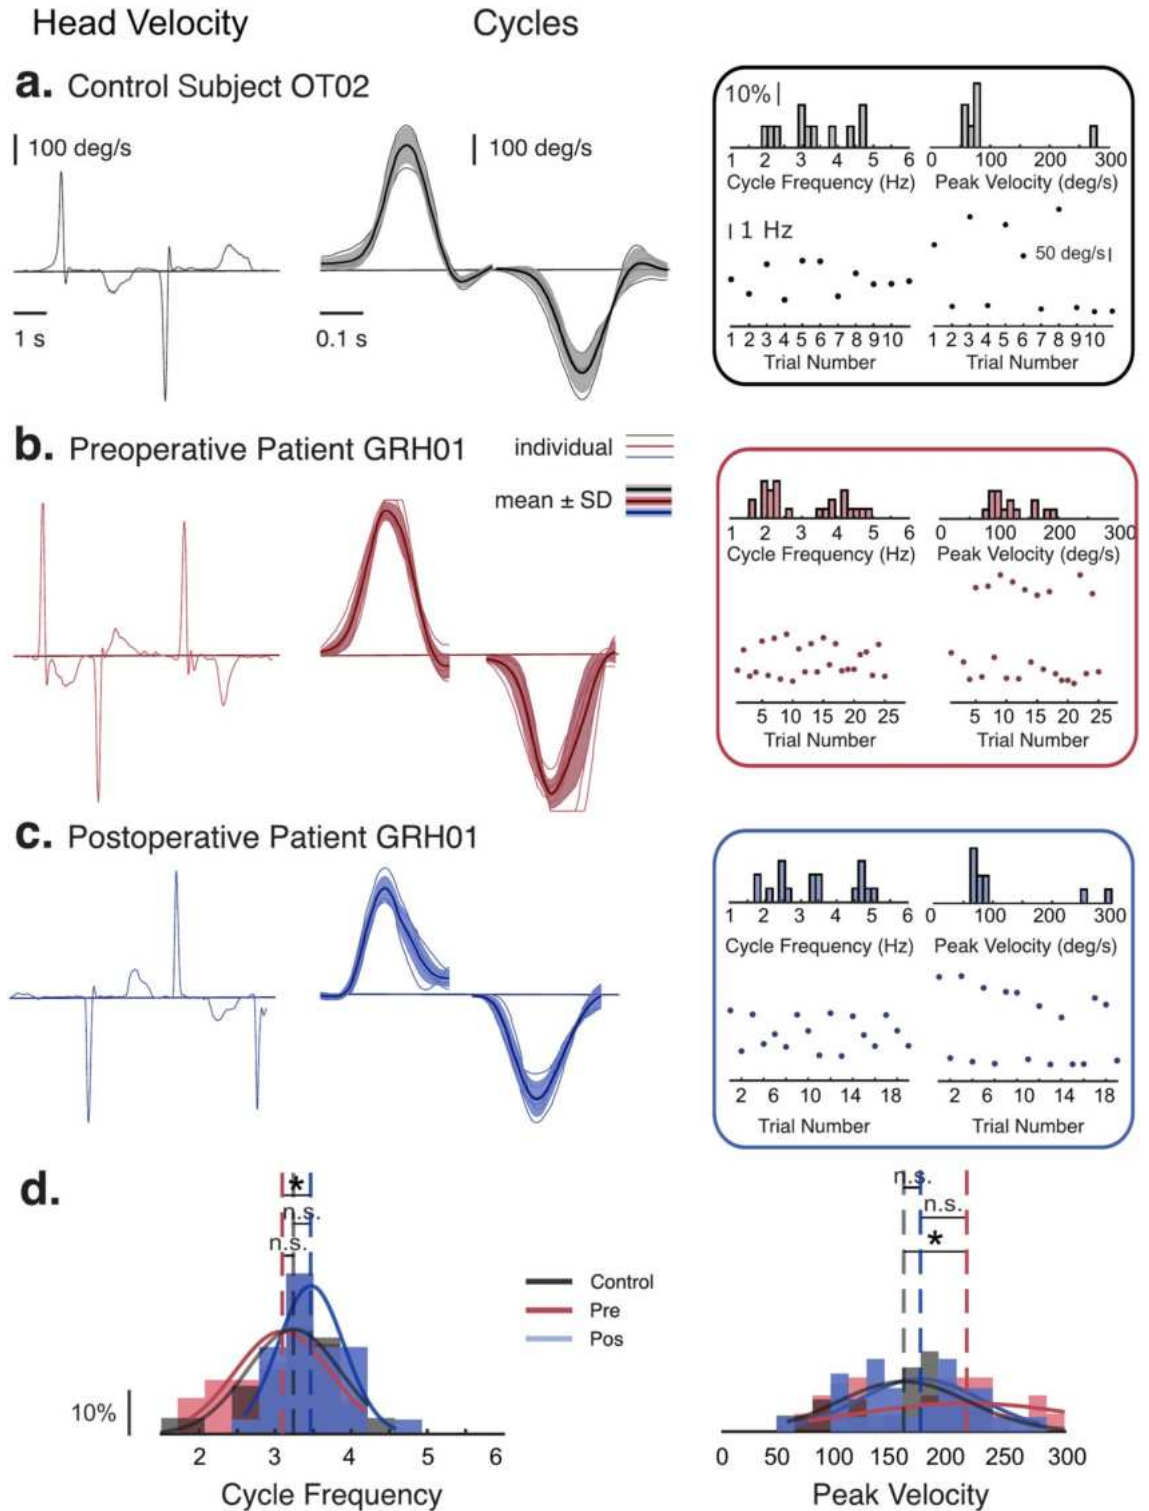 Head Velocity Cycles
a. Control Subject OT02
100 deg/s 100 deg/s
1 s 0.1 s
10%
1 2 3 4 5 6 0 100 200 300
Cycle Frequency (Hz) Peak Velocity (deg/s)
1 Hz
50 deg/s
1 2 3 4 5 6 7 8 9 10 1 2 3 4 5 6 7 8 9 10
Trial Number Trial Number
b. Preoperative Patient GRH01
individual
mean ± SD
1 2 3 4 5 6 0 100 200 300
Cycle Frequency (Hz) Peak Velocity (deg/s)
5 10 15 20 25 5 10 15 20 25
Trial Number Trial Number
c. Postoperative Patient GRH01
1 2 3 4 5 6 0 100 200 300
Cycle Frequency (Hz) Peak Velocity (deg/s)
2 6 10 14 18 2 6 10 14 18
Trial Number Trial Number
d.
*
n.s.
n.s.
n.s.
n.s.
*
Control
Pre
Pos
10%
2 3 4 5 6 0 50 100 150 200 250 300
Cycle Frequency Peak Velocity